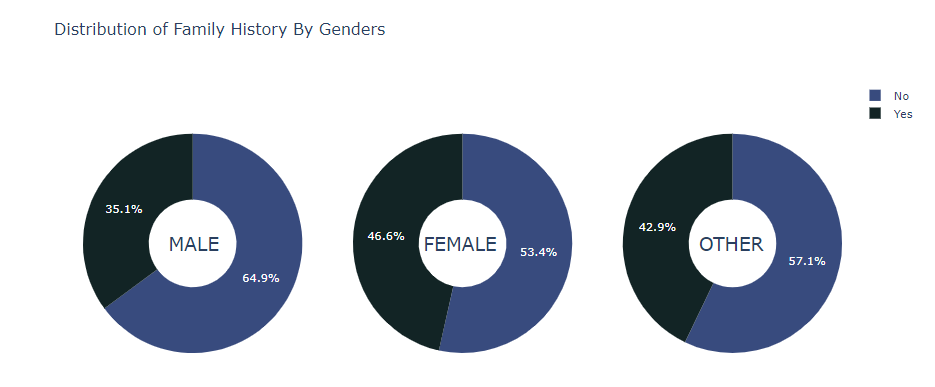 Distribution of Family History By Genders
No
Yes
35.1%
MALE
64.9%
46.6%
FEMALE
53.4%
42.9%
OTHER
57.1%